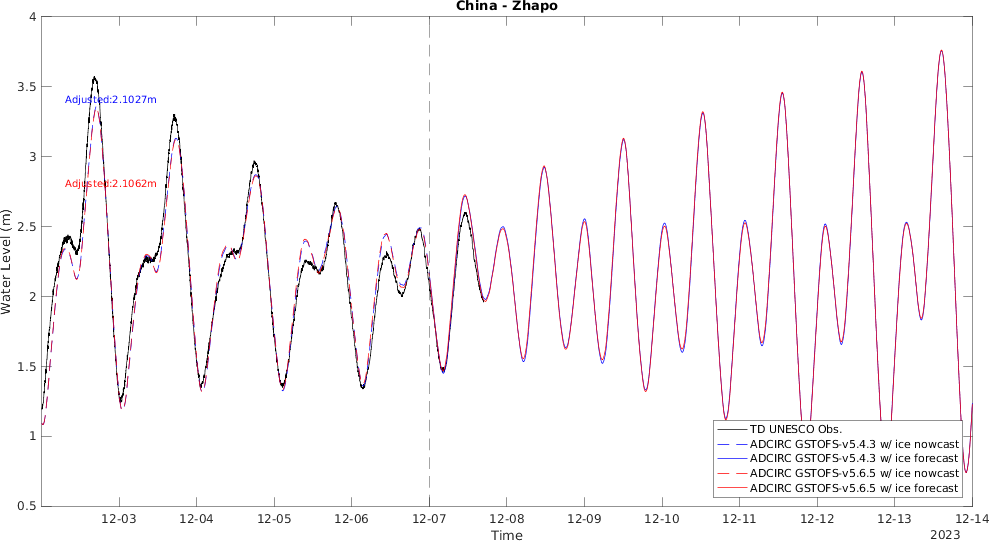 China - Zhapo
4
3.5
3
2.5
2
1.5
1
0.5
Water Level (m)
Adjusted:2.1027m
Adjusted:2.1062m
TD UNESCO Obs.
ADCIRC GSTOFS-v5.4.3 w/ ice nowcast
ADCIRC GSTOFS-v5.4.3 w/ ice forecast
ADCIRC GSTOFS-v5.6.5 w/ ice nowcast
ADCIRC GSTOFS-v5.6.5 w/ ice forecast
12-03 12-04 12-05 12-06 12-07 12-08 12-09 12-10 12-11 12-12 12-13 12-14
Time
2023